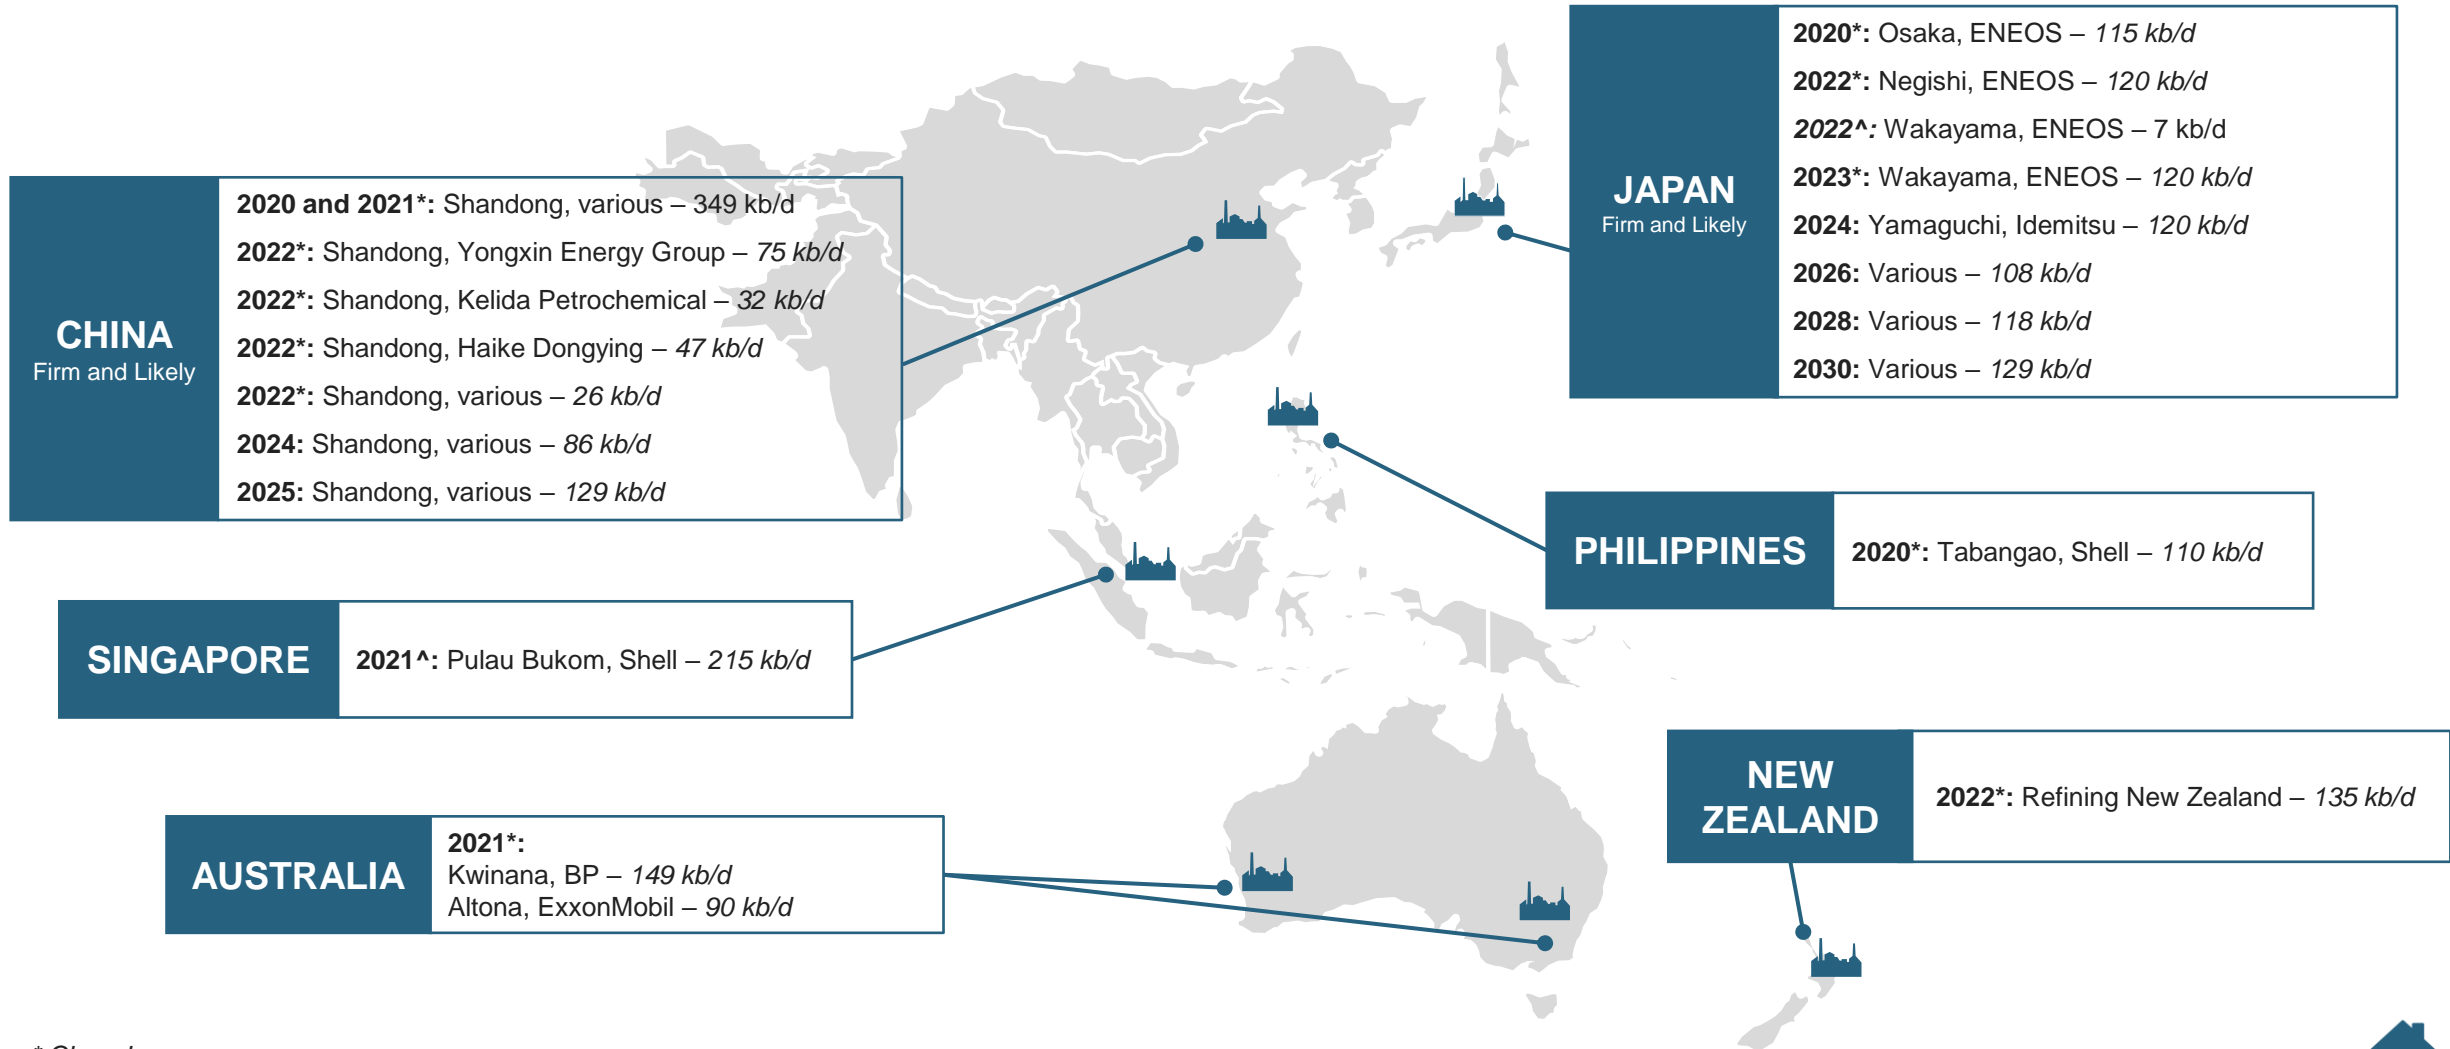 2020*: Osaka, ENEOS – 115 kb/d
2022*: Negishi, ENEOS – 120 kb/d
2022^: Wakayama, ENEOS – 7 kb/d
2023*: Wakayama, ENEOS – 120 kb/d
2024: Yamaguchi, Idemitsu – 120 kb/d
2026: Various – 108 kb/d
2028: Various – 118 kb/d
2030: Various – 129 kb/d
JAPAN
Firm and Likely
CHINA
Firm and Likely
2020 and 2021*: Shandong, various – 349 kb/d
2022*: Shandong, Yongxin Energy Group – 75 kb/d
2022*: Shandong, Kelida Petrochemical – 32 kb/d
2022*: Shandong, Haike Dongying – 47 kb/d
2022*: Shandong, various – 26 kb/d
2024: Shandong, various – 86 kb/d
2025: Shandong, various – 129 kb/d
PHILIPPINES
2020*: Tabangao, Shell – 110 kb/d
SINGAPORE
2021^: Pulau Bukom, Shell – 215 kb/d
NEW
ZEALAND
2022*: Refining New Zealand – 135 kb/d
AUSTRALIA
2021*:
Kwinana, BP – 149 kb/d
Altona, ExxonMobil – 90 kb/d